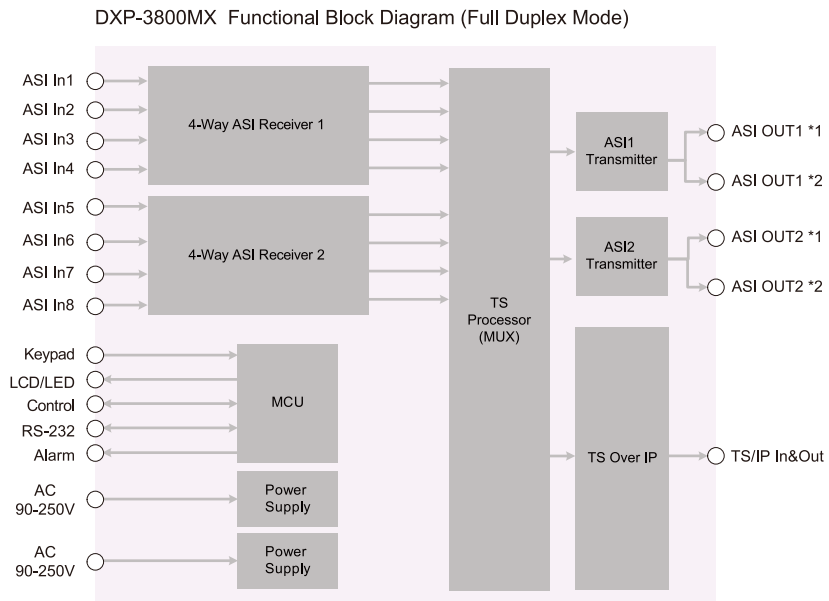 DXP-3800MX Functional Block Diagram (Full Duplex Mode)
ASI In1
ASI In2
ASI In3
ASI In4
4-Way ASI Receiver 1
ASI In5
ASI In6
ASI In7
ASI In8
4-Way ASI Receiver 2
TS
Processor
(MUX)
ASI1
Transmitter
ASI OUT1 *1
ASI OUT1 *2
ASI2
Transmitter
ASI OUT2 *1
ASI OUT2 *2
Keypad
LCD/LED
Control
RS-232
Alarm
MCU
TS Over IP
TS/IP In&Out
AC
90-250V
Power
Supply
AC
90-250V
Power
Supply